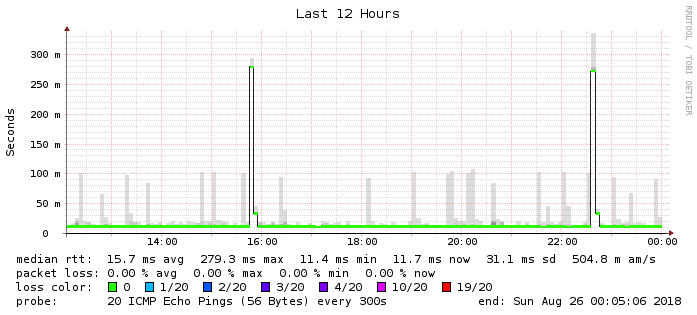 Last 12 Hours
RRDTOOL / TOBI OETIKER
Seconds
300 m
250 m
200 m
150 m
100 m
50 m
0
14:00 16:00 18:00 20:00 22:00 00:00
median rtt: 15.7 ms avg 279.3 ms max 11.4 ms min 11.7 ms now 31.1 ms sd 504.8 m am/s
packet loss: 0.00 % avg 0.00 % max 0.00 % min 0.00 % now
loss color: 0 1/20 2/20 3/20 4/20 10/20 19/20
probe: 20 ICMP Echo Pings (56 Bytes) every 300s end: Sun Aug 26 00:05:06 2018